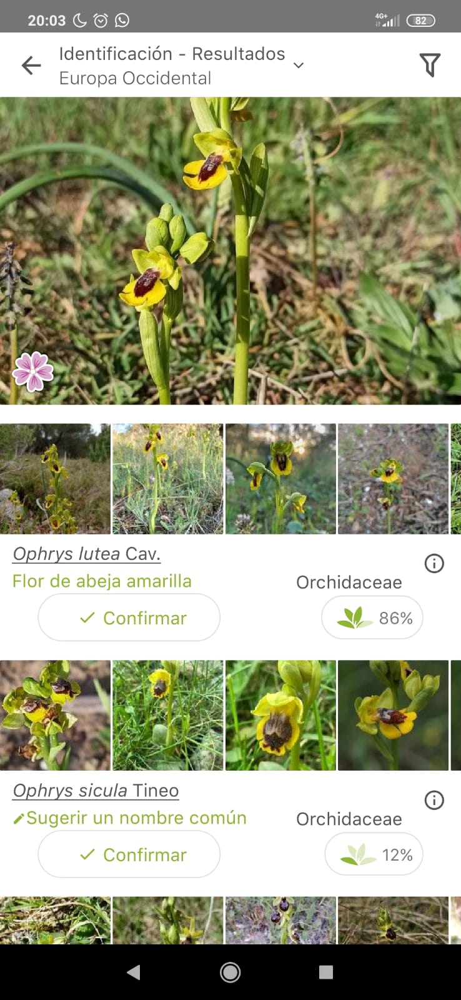 20:03
4G+
82
Identificación - Resultados
Europa Occidental
Ophrys lutea Cav.
Flor de abeja amarilla
Orchidaceae
Confirmar
86%
Ophrys sicula Tineo
Sugerir un nombre común
Orchidaceae
Confirmar
12%